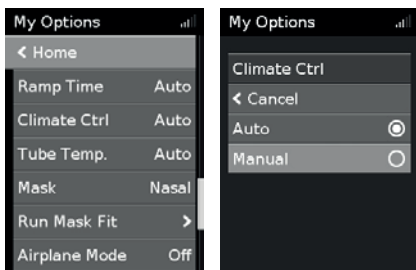 My Options
< Home
Ramp Time Auto
Climate Ctrl Auto
Tube Temp. Auto
Mask Nasal
Run Mask Fit >
Airplane Mode Off
My Options
Climate Ctrl
< Cancel
Auto
Manual